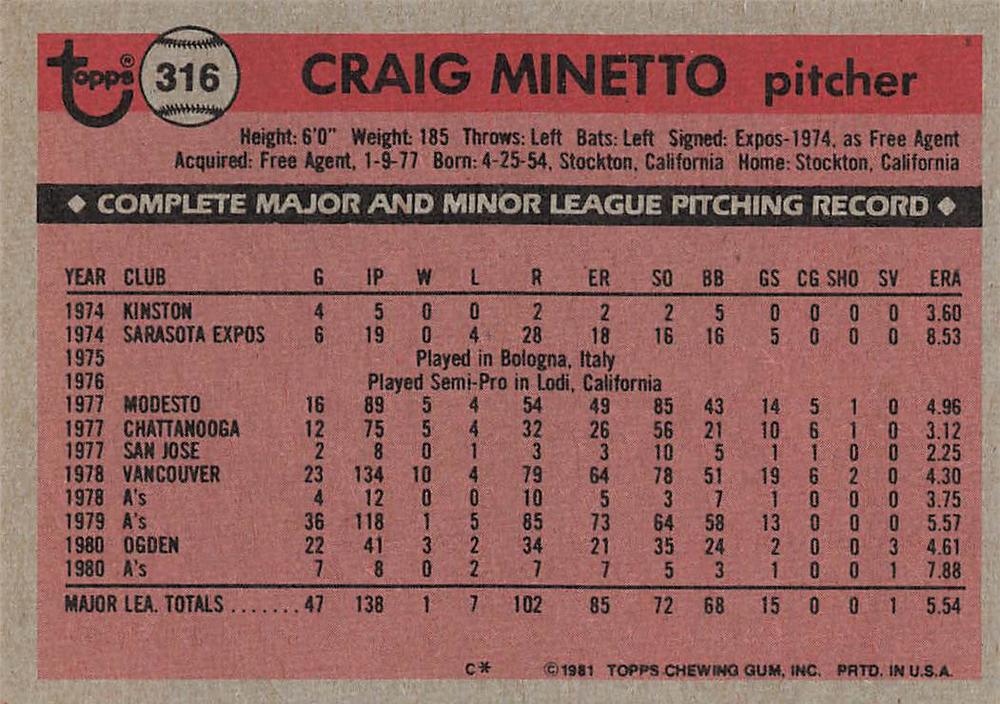 topps® 316 CRAIG MINETTO pitcher
Height: 6'0" Weight: 185 Throws: Left Bats: Left Signed: Expos-1974, as Free Agent
Acquired: Free Agent, 1-9-77 Born: 4-25-54, Stockton, California Home: Stockton, California
◆ COMPLETE MAJOR AND MINOR LEAGUE PITCHING RECORD ◆
YEAR CLUB G IP W L R ER SO BB GS CG SHO SV ERA
1974 KINSTON 4 5 0 0 2 2 2 5 0 0 0 0 3.60
1974 SARASOTA EXPOS 6 19 0 4 28 18 16 16 5 0 0 0 8.53
1975 Played in Bologna, Italy
1976 Played Semi-Pro in Lodi, California
1977 MODESTO 16 89 5 4 54 49 85 43 14 5 1 0 4.96
1977 CHATTANOOGA 12 75 5 4 32 26 56 21 10 6 1 0 3.12
1977 SAN JOSE 2 8 0 1 3 3 10 5 1 1 0 0 2.25
1978 VANCOUVER 23 134 10 4 79 64 78 51 19 6 2 0 4.30
1978 A's 4 12 0 0 10 5 3 7 1 0 0 0 3.75
1979 A's 36 118 1 5 85 73 64 58 13 0 0 0 5.57
1980 OGDEN 22 41 3 2 34 21 35 24 2 0 0 3 4.61
1980 A's 7 8 0 2 7 7 5 3 1 0 0 1 7.88
MAJOR LEA. TOTALS ....... 47 138 1 7 102 85 72 68 15 0 0 1 5.54
C* ©1981 TOPPS CHEWING GUM, INC. PRTD. IN U.S.A.